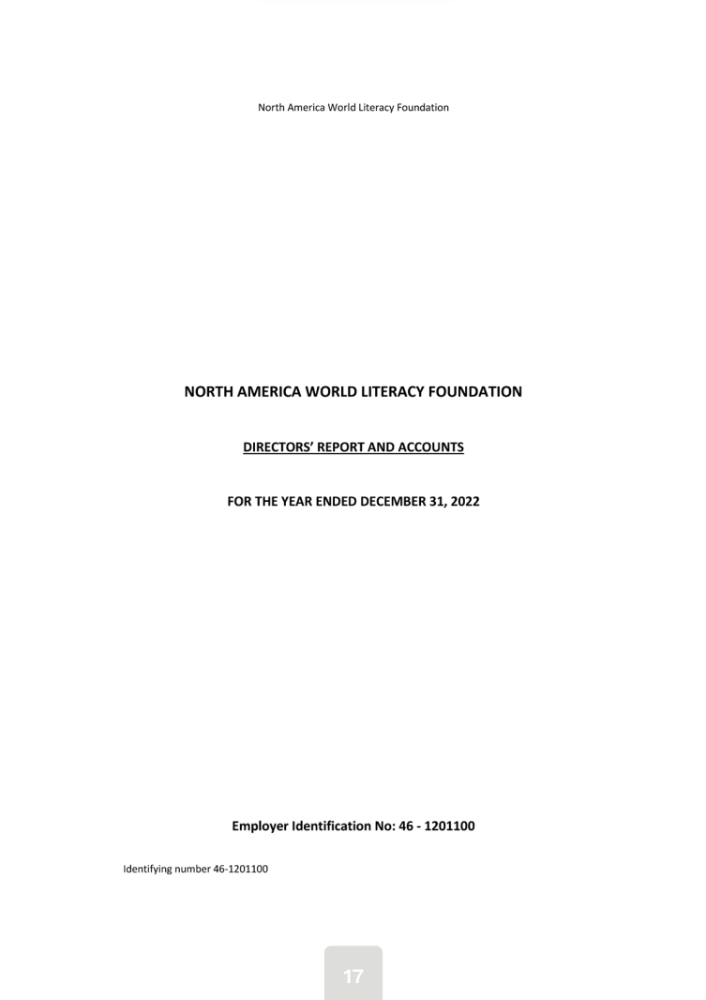 North America World Literacy Foundation
NORTH AMERICA WORLD LITERACY FOUNDATION
DIRECTORS’ REPORT AND ACCOUNTS
FOR THE YEAR ENDED DECEMBER 31, 2022
Employer Identification No: 46 - 1201100
Identifying number 46-1201100
17